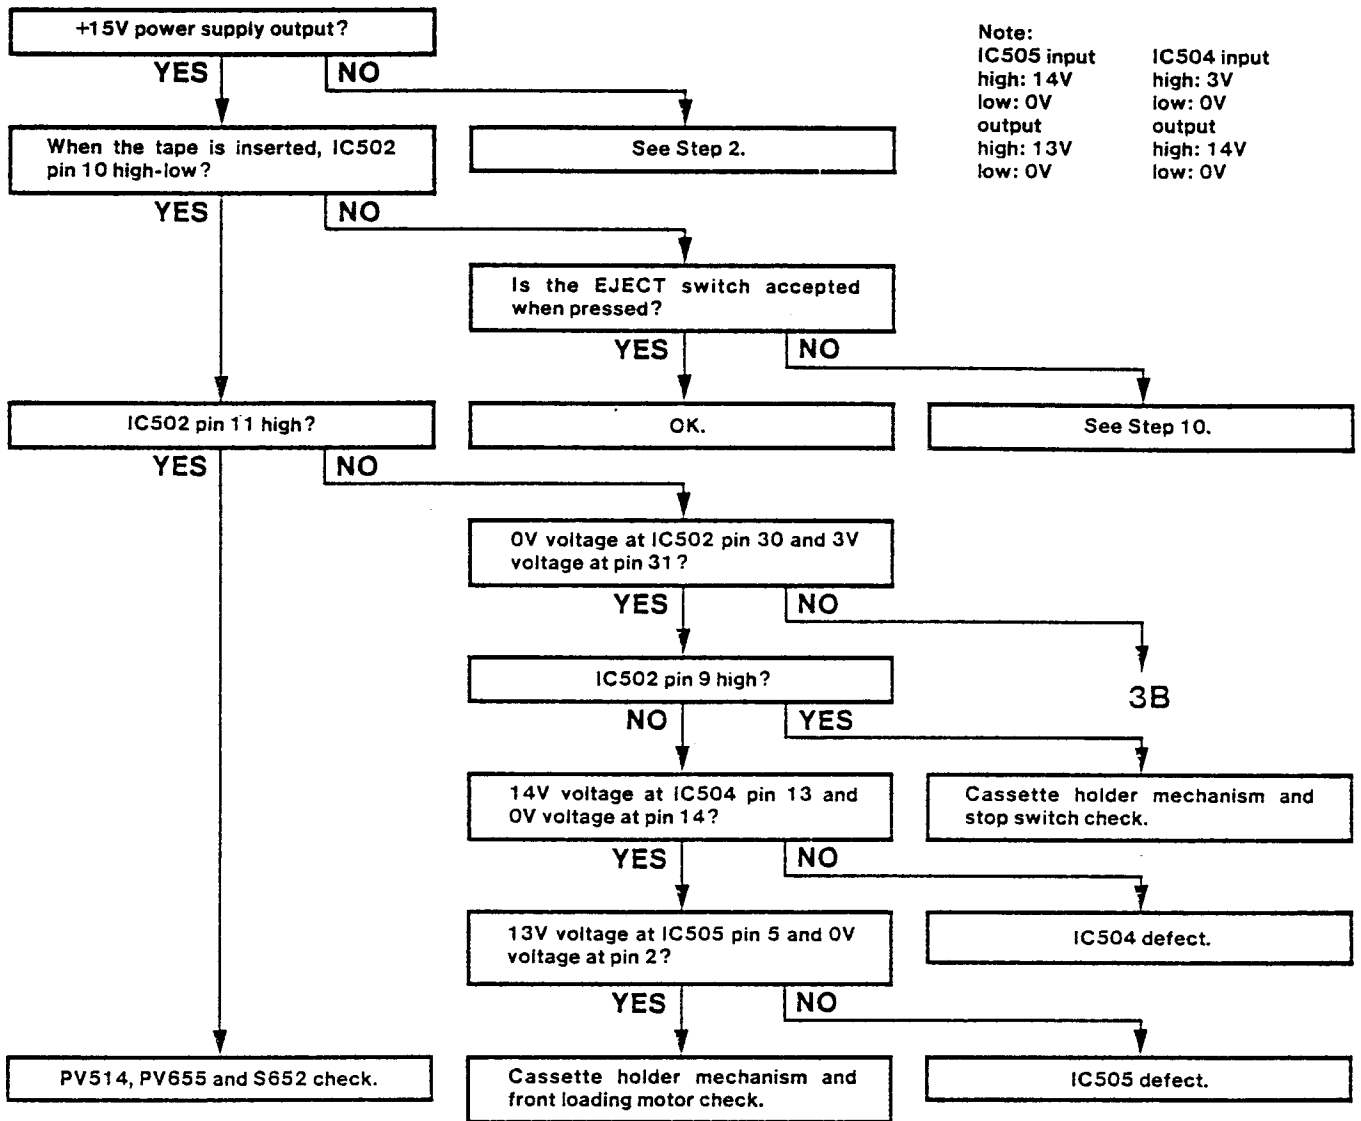 +15V power supply output?
Note:
IC505 input IC504 input
high: 14V high: 3V
low: 0V low: 0V
output output
high: 13V high: 14V
low: 0V low: 0V
YES NO
When the tape is inserted, IC502
pin 10 high-low?
See Step 2.
YES NO
Is the EJECT switch accepted
when pressed?
YES NO
IC502 pin 11 high?
OK.
See Step 10.
YES NO
0V voltage at IC502 pin 30 and 3V
voltage at pin 31?
YES NO
IC502 pin 9 high?
3B
NO YES
14V voltage at IC504 pin 13 and
0V voltage at pin 14?
Cassette holder mechanism and
stop switch check.
YES NO
13V voltage at IC505 pin 5 and 0V
voltage at pin 2?
IC504 defect.
YES NO
PV514, PV655 and S652 check.
Cassette holder mechanism and
front loading motor check.
IC505 defect.